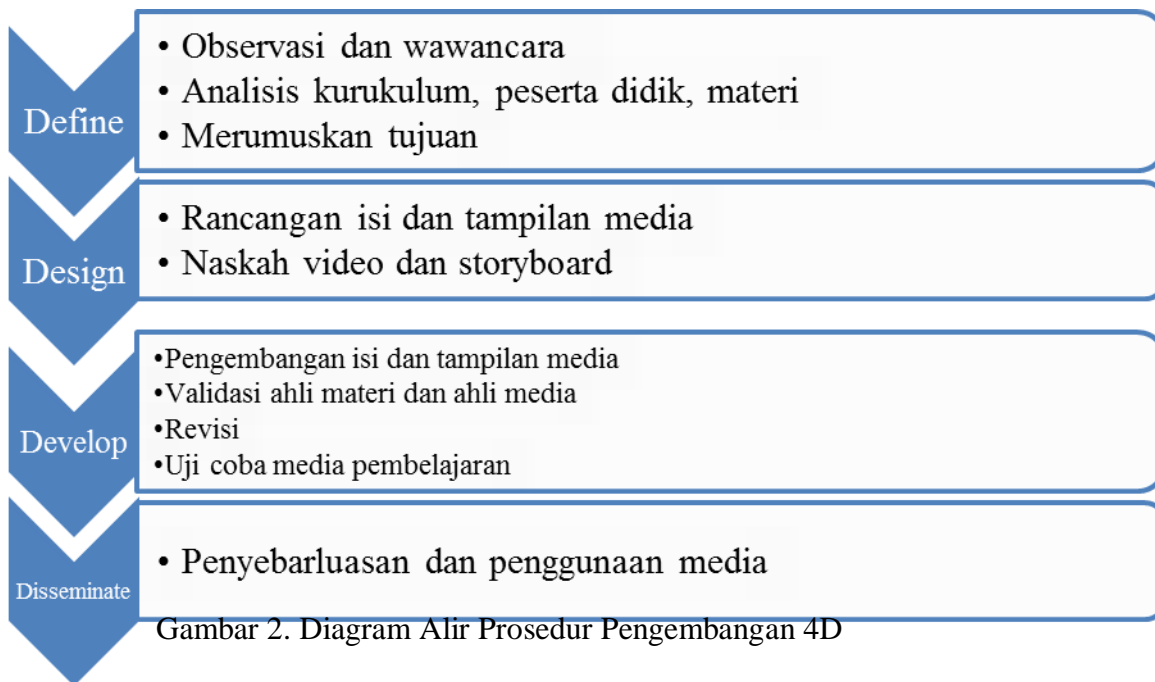 Define
• Observasi dan wawancara
• Analisis kurukulum, peserta didik, materi
• Merumuskan tujuan
Design
• Rancangan isi dan tampilan media
• Naskah video dan storyboard
Develop
•Pengembangan isi dan tampilan media
•Validasi ahli materi dan ahli media
•Revisi
•Uji coba media pembelajaran
Disseminate
• Penyebarluasan dan penggunaan media
Gambar 2. Diagram Alir Prosedur Pengembangan 4D